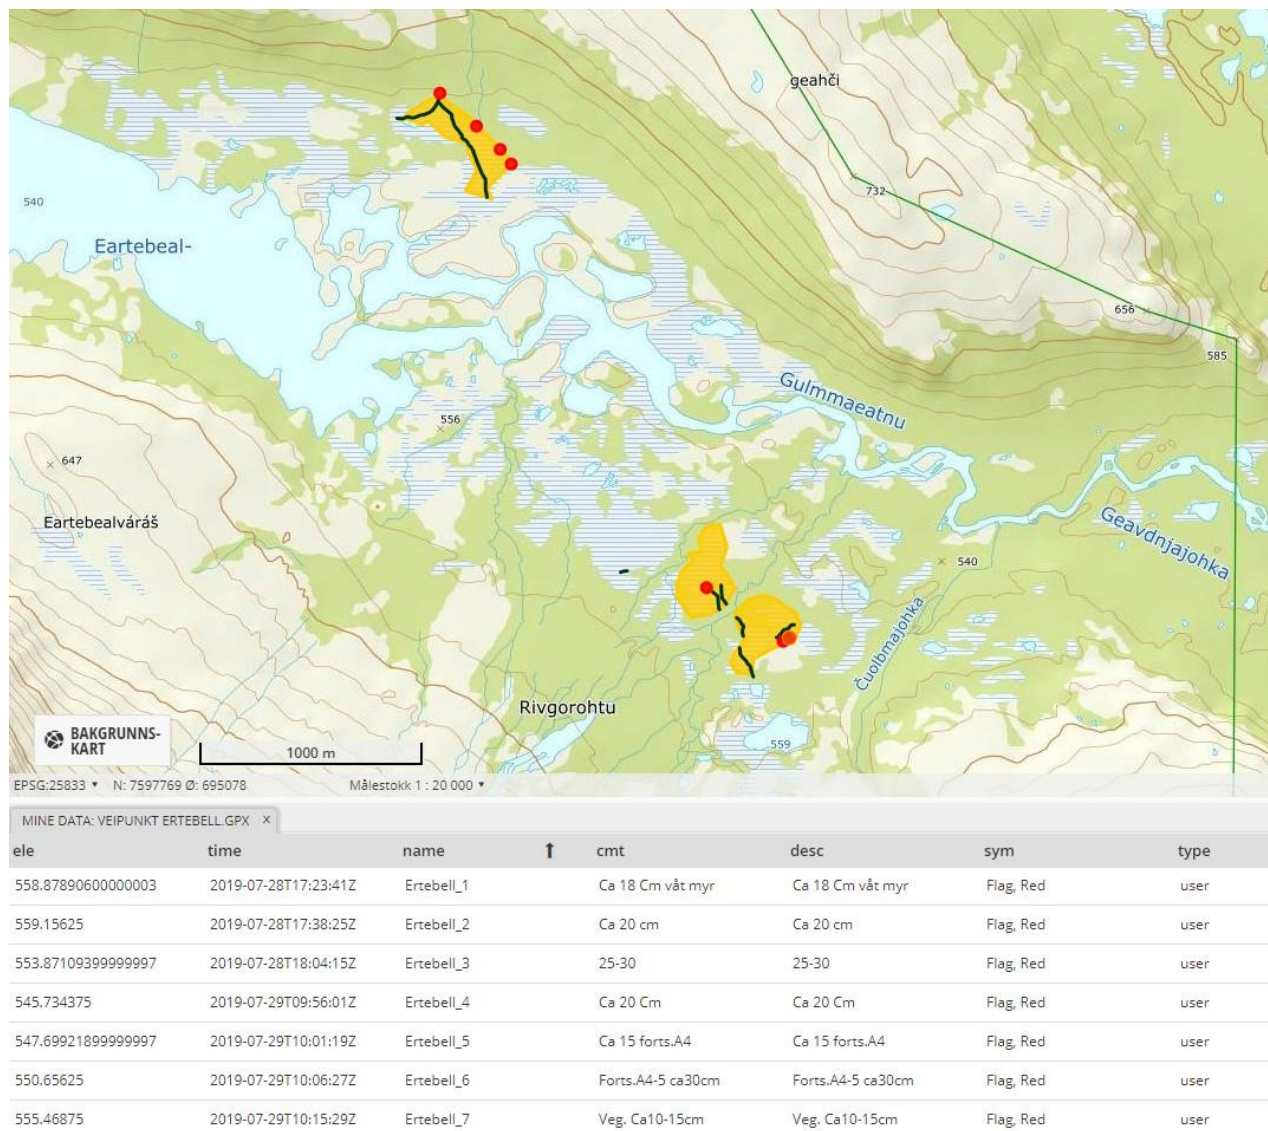 geahči
732
540
Eartebeal-
656
585
Gulmmaeatnu
556
647
Eartebealváráš
Geavdnjajohka
540
Čuolbmajohka
Rivgorohtu
559
BAKGRUNNS-
KART
1000 m
EPSG:25833 ▾ N: 7597769 Ø: 695078 Målestokk 1 : 20 000 ▾
MINE DATA: VEIPUNKT ERTEBELL.GPX ×
ele time name ⬆ cmt desc sym type
558.87890600000003 2019-07-28T17:23:41Z Ertebell_1 Ca 18 Cm våt myr Ca 18 Cm våt myr Flag, Red user
559.15625 2019-07-28T17:38:25Z Ertebell_2 Ca 20 cm Ca 20 cm Flag, Red user
553.87109399999997 2019-07-28T18:04:15Z Ertebell_3 25-30 25-30 Flag, Red user
545.734375 2019-07-29T09:56:01Z Ertebell_4 Ca 20 Cm Ca 20 Cm Flag, Red user
547.69921899999997 2019-07-29T10:01:19Z Ertebell_5 Ca 15 forts.A4 Ca 15 forts.A4 Flag, Red user
550.65625 2019-07-29T10:06:27Z Ertebell_6 Forts.A4-5 ca30cm Forts.A4-5 ca30cm Flag, Red user
555.46875 2019-07-29T10:15:29Z Ertebell_7 Veg. Ca10-15cm Veg. Ca10-15cm Flag, Red user